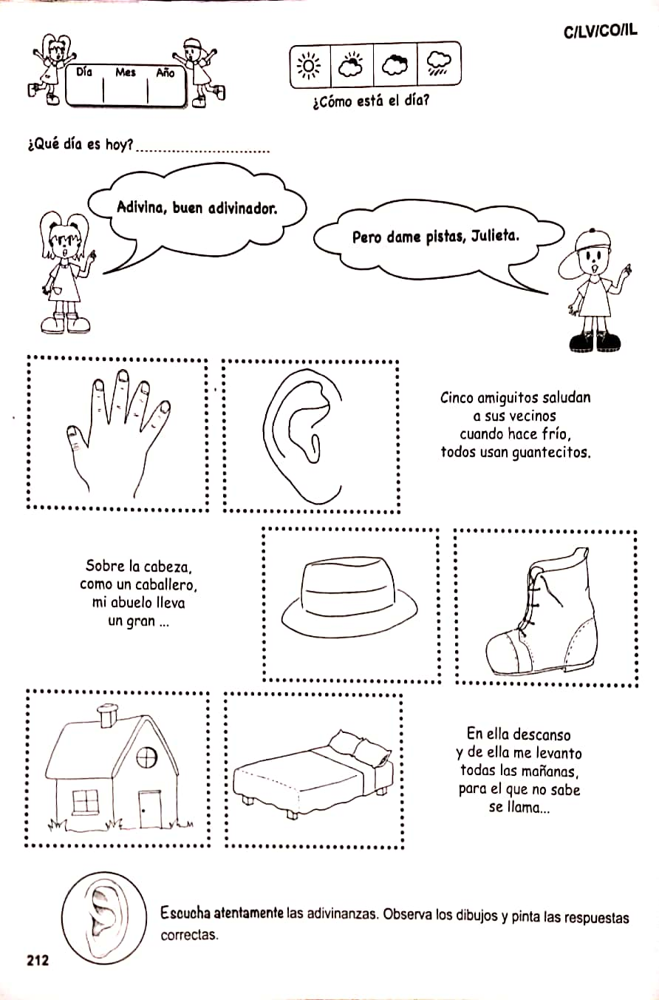 C/LV/CO/IL
Día Mes Año
¿Cómo está el día?
¿Qué día es hoy?
Adivina, buen adivinador.
Pero dame pistas, Julieta.
Cinco amiguitos saludan
a sus vecinos
cuando hace frío,
todos usan guantecitos.
Sobre la cabeza,
como un caballero,
mi abuelo lleva
un gran ...
En ella descanso
y de ella me levanto
todas las mañanas,
para el que no sabe
se llama...
Escucha atentamente las adivinanzas. Observa los dibujos y pinta las respuestas
correctas.
212